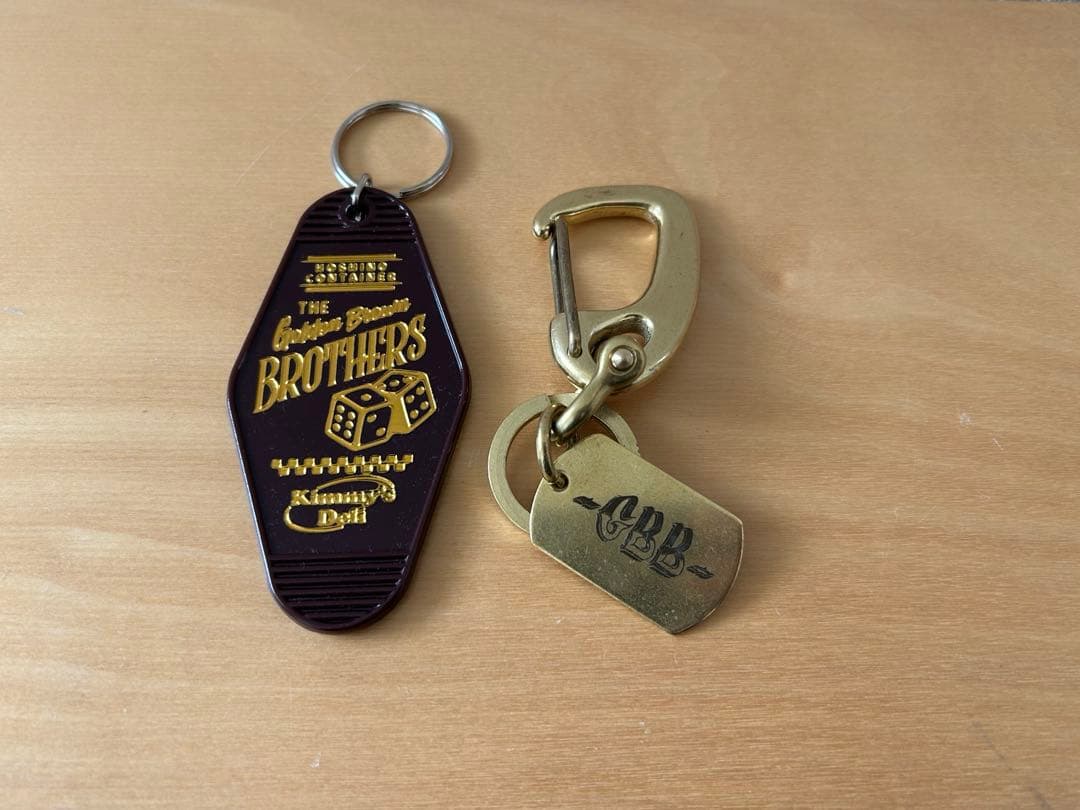 HOSHINO
CONTAINER
THE
Golden Brown
BROTHERS
Kimmy's
Deli
-GBB-